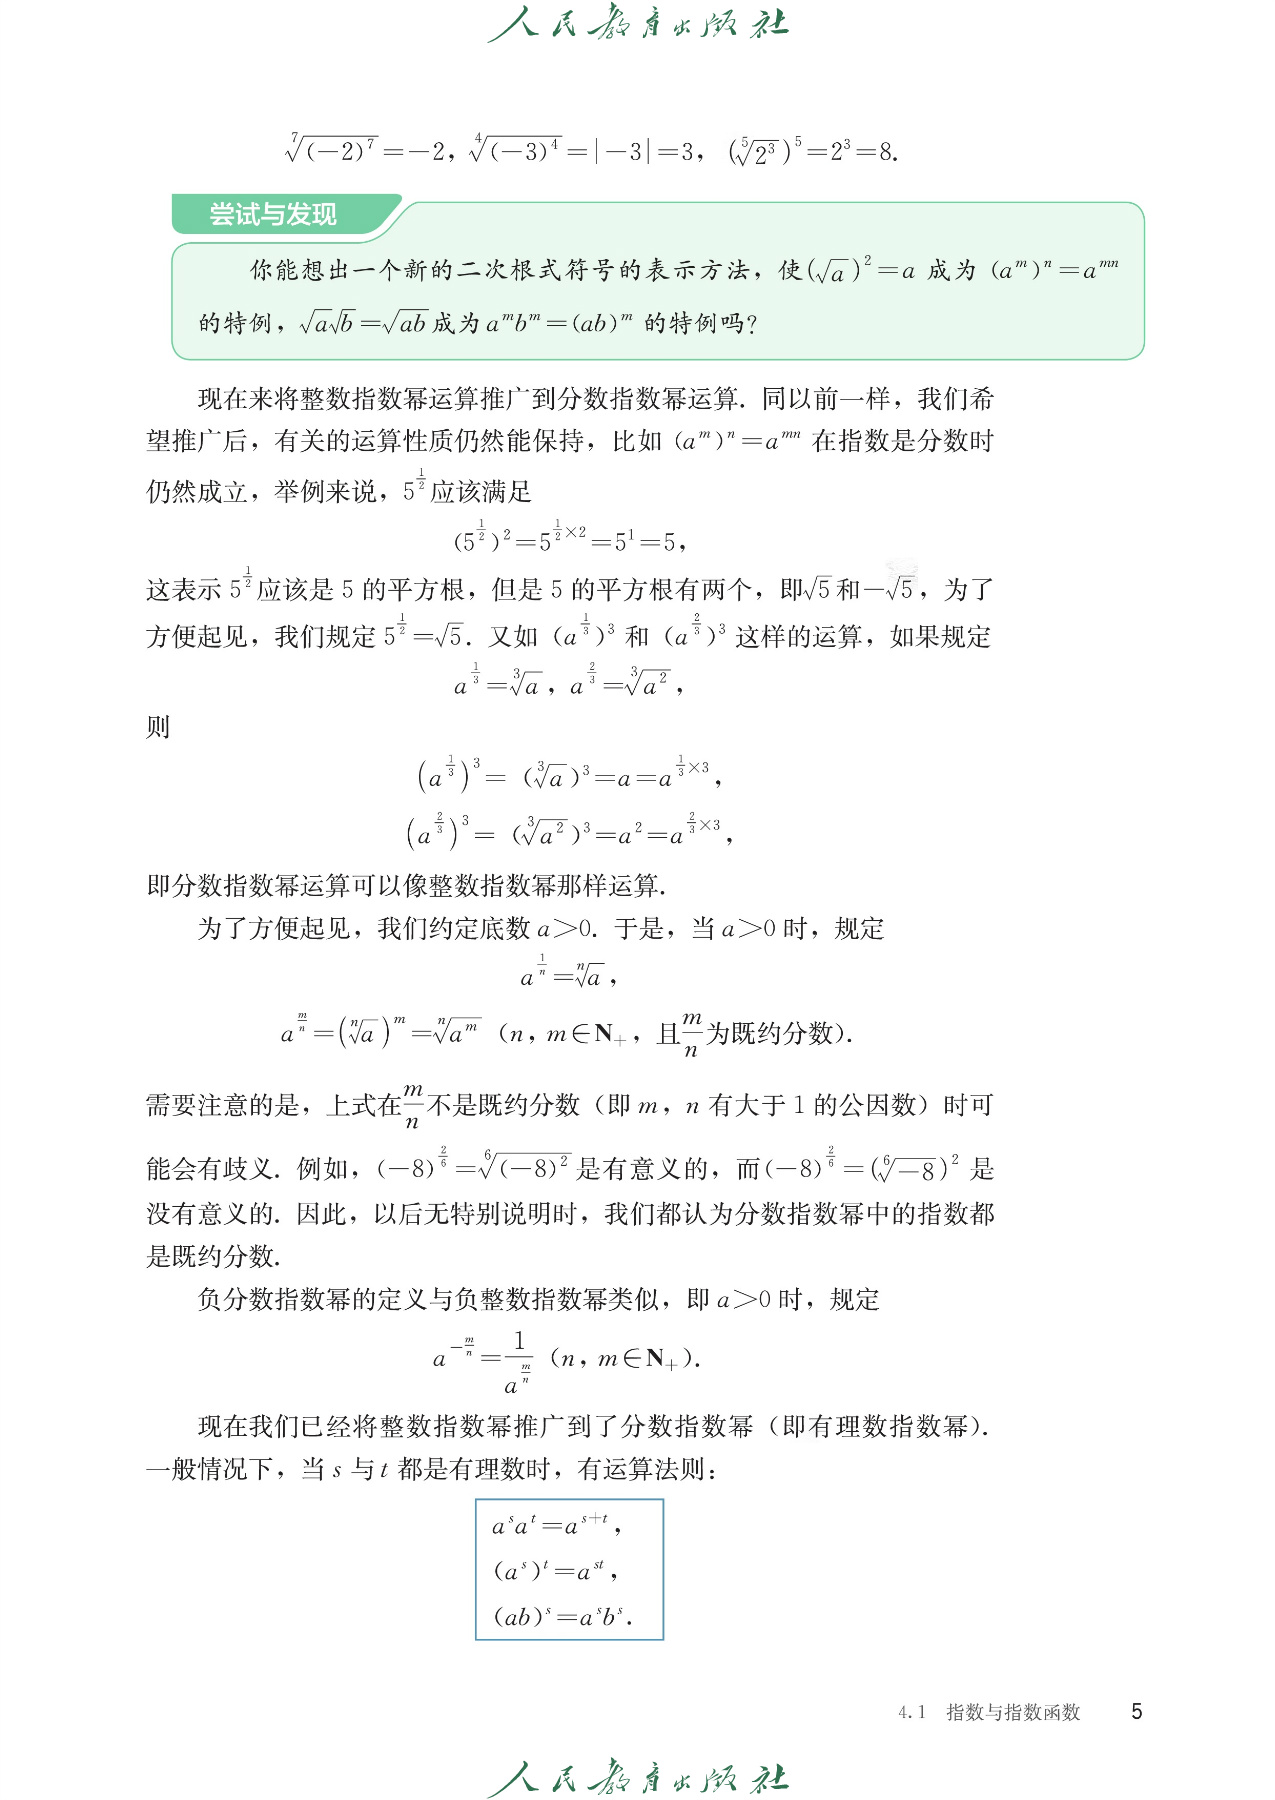 人民教育出版社
$\sqrt[7]{(-2)^7}=-2$，$\sqrt[4]{(-3)^4}=|-3|=3$，$(\sqrt[5]{2^3})^5=2^3=8$.
尝试与发现
你能想出一个新的二次根式符号的表示方法，使$(\sqrt{a})^2=a$ 成为 $(a^m)^n=a^{mn}$
的特例，$\sqrt{a}\sqrt{b}=\sqrt{ab}$成为 $a^mb^m=(ab)^m$ 的特例吗？
现在来将整数指数幂运算推广到分数指数幂运算. 同以前一样，我们希
望推广后，有关的运算性质仍然能保持，比如 $(a^m)^n=a^{mn}$ 在指数是分数时
仍然成立，举例来说，$5^{\frac{1}{2}}$应该满足
$(5^{\frac{1}{2}})^2=5^{\frac{1}{2}\times2}=5^1=5$，
这表示 $5^{\frac{1}{2}}$应该是 5 的平方根，但是 5 的平方根有两个，即$\sqrt{5}$和$-\sqrt{5}$，为了
方便起见，我们规定 $5^{\frac{1}{2}}=\sqrt{5}$. 又如 $(a^{\frac{1}{3}})^3$ 和 $(a^{\frac{2}{3}})^3$ 这样的运算，如果规定
$a^{\frac{1}{3}}=\sqrt[3]{a}$，$a^{\frac{2}{3}}=\sqrt[3]{a^2}$，
则
$\left(a^{\frac{1}{3}}\right)^3=(\sqrt[3]{a})^3=a=a^{\frac{1}{3}\times3}$，
$\left(a^{\frac{2}{3}}\right)^3=(\sqrt[3]{a^2})^3=a^2=a^{\frac{2}{3}\times3}$，
即分数指数幂运算可以像整数指数幂那样运算.
为了方便起见，我们约定底数 $a>0$. 于是，当 $a>0$ 时，规定
$a^{\frac{1}{n}}=\sqrt[n]{a}$，
$a^{\frac{m}{n}}=\left(\sqrt[n]{a}\right)^m=\sqrt[n]{a^m}$（$n$，$m\in\mathbf{N}_+$，且$\frac{m}{n}$为既约分数）.
需要注意的是，上式在$\frac{m}{n}$不是既约分数（即 $m$，$n$ 有大于 1 的公因数）时可
能会有歧义. 例如，$(-8)^{\frac{2}{6}}=\sqrt[6]{(-8)^2}$是有意义的，而$(-8)^{\frac{2}{6}}=(\sqrt[6]{-8})^2$ 是
没有意义的. 因此，以后无特别说明时，我们都认为分数指数幂中的指数都
是既约分数.
负分数指数幂的定义与负整数指数幂类似，即 $a>0$ 时，规定
$a^{-\frac{m}{n}}=\frac{1}{a^{\frac{m}{n}}}$（$n$，$m\in\mathbf{N}_+$）.
现在我们已经将整数指数幂推广到了分数指数幂（即有理数指数幂）.
一般情况下，当 $s$ 与 $t$ 都是有理数时，有运算法则：
$a^sa^t=a^{s+t}$，
$(a^s)^t=a^{st}$，
$(ab)^s=a^sb^s$.
4.1 指数与指数函数 5
人民教育出版社